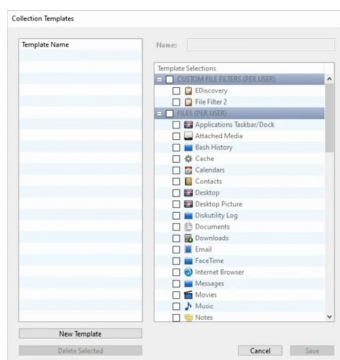 Collection Templates
Template Name
Name:
Template Selections
CUSTOM FILE FILTERS (PER USER)
EDiscovery
File Filter 2
FILES (PER USER)
Applications Taskbar/Dock
Attached Media
Bash History
Cache
Calendars
Contacts
Desktop
Desktop Picture
Diskutility Log
Documents
Downloads
Email
FaceTime
Internet Browser
Messages
Movies
Music
Notes
New Template
Delete Selected
Cancel
Save